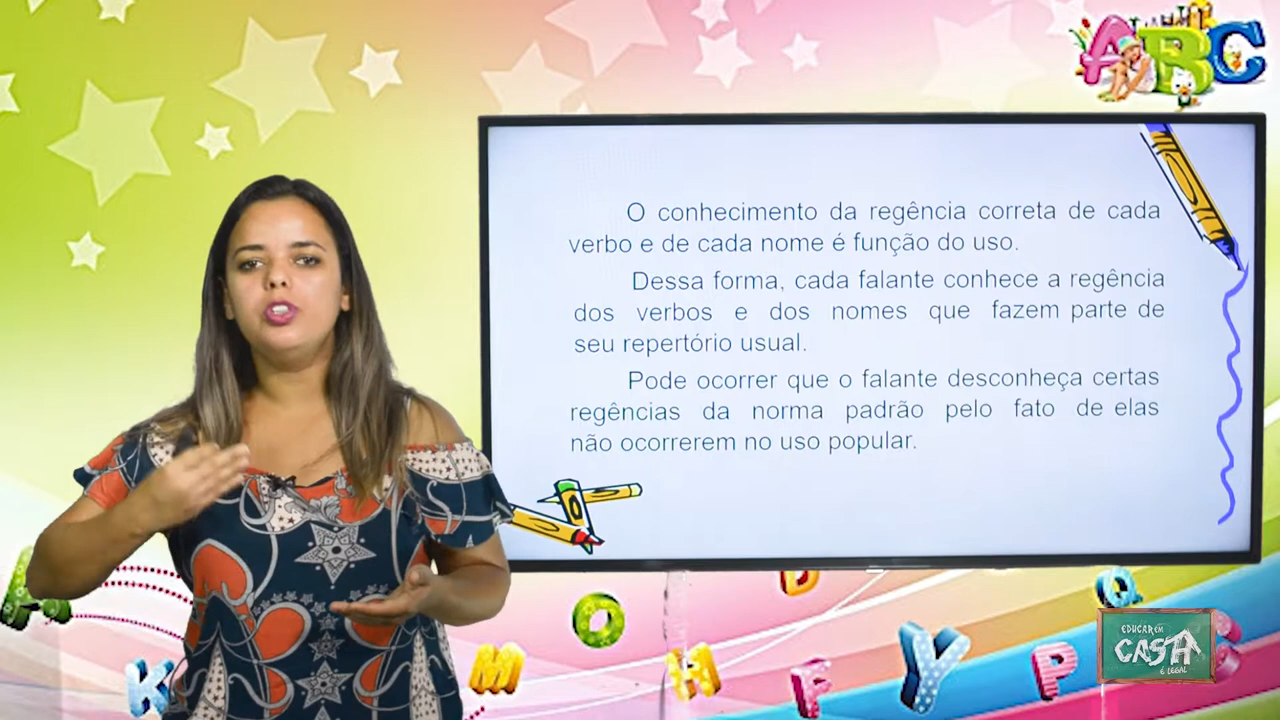 ABC
O conhecimento da regência correta de cada
verbo e de cada nome é função do uso.
Dessa forma, cada falante conhece a regência
dos verbos e dos nomes que fazem parte de
seu repertório usual.
Pode ocorrer que o falante desconheça certas
regências da norma padrão pelo fato de elas
não ocorrerem no uso popular.
D
Q
O
K
M
H
F
Y
P
EDUCAR EM
CASA
É LEGAL